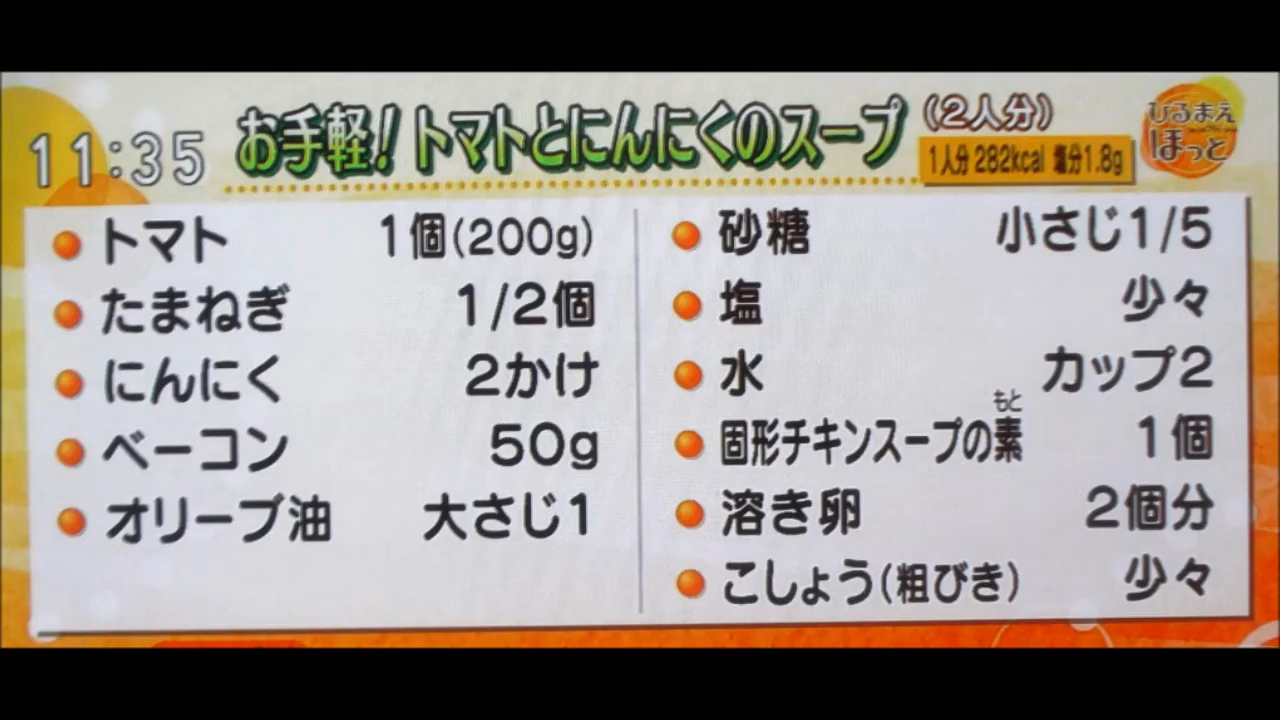 11:35
お手軽!トマトとにんにくのスープ
(2人分)
1人分 282kcal 塩分1.8g
ひるまえ
ほっと
トマト 1個(200g)
たまねぎ 1/2個
にんにく 2かけ
ベーコン 50g
オリーブ油 大さじ1
砂糖 小さじ1/5
塩 少々
水 カップ2
もと
固形チキンスープの素 1個
溶き卵 2個分
こしょう(粗びき) 少々